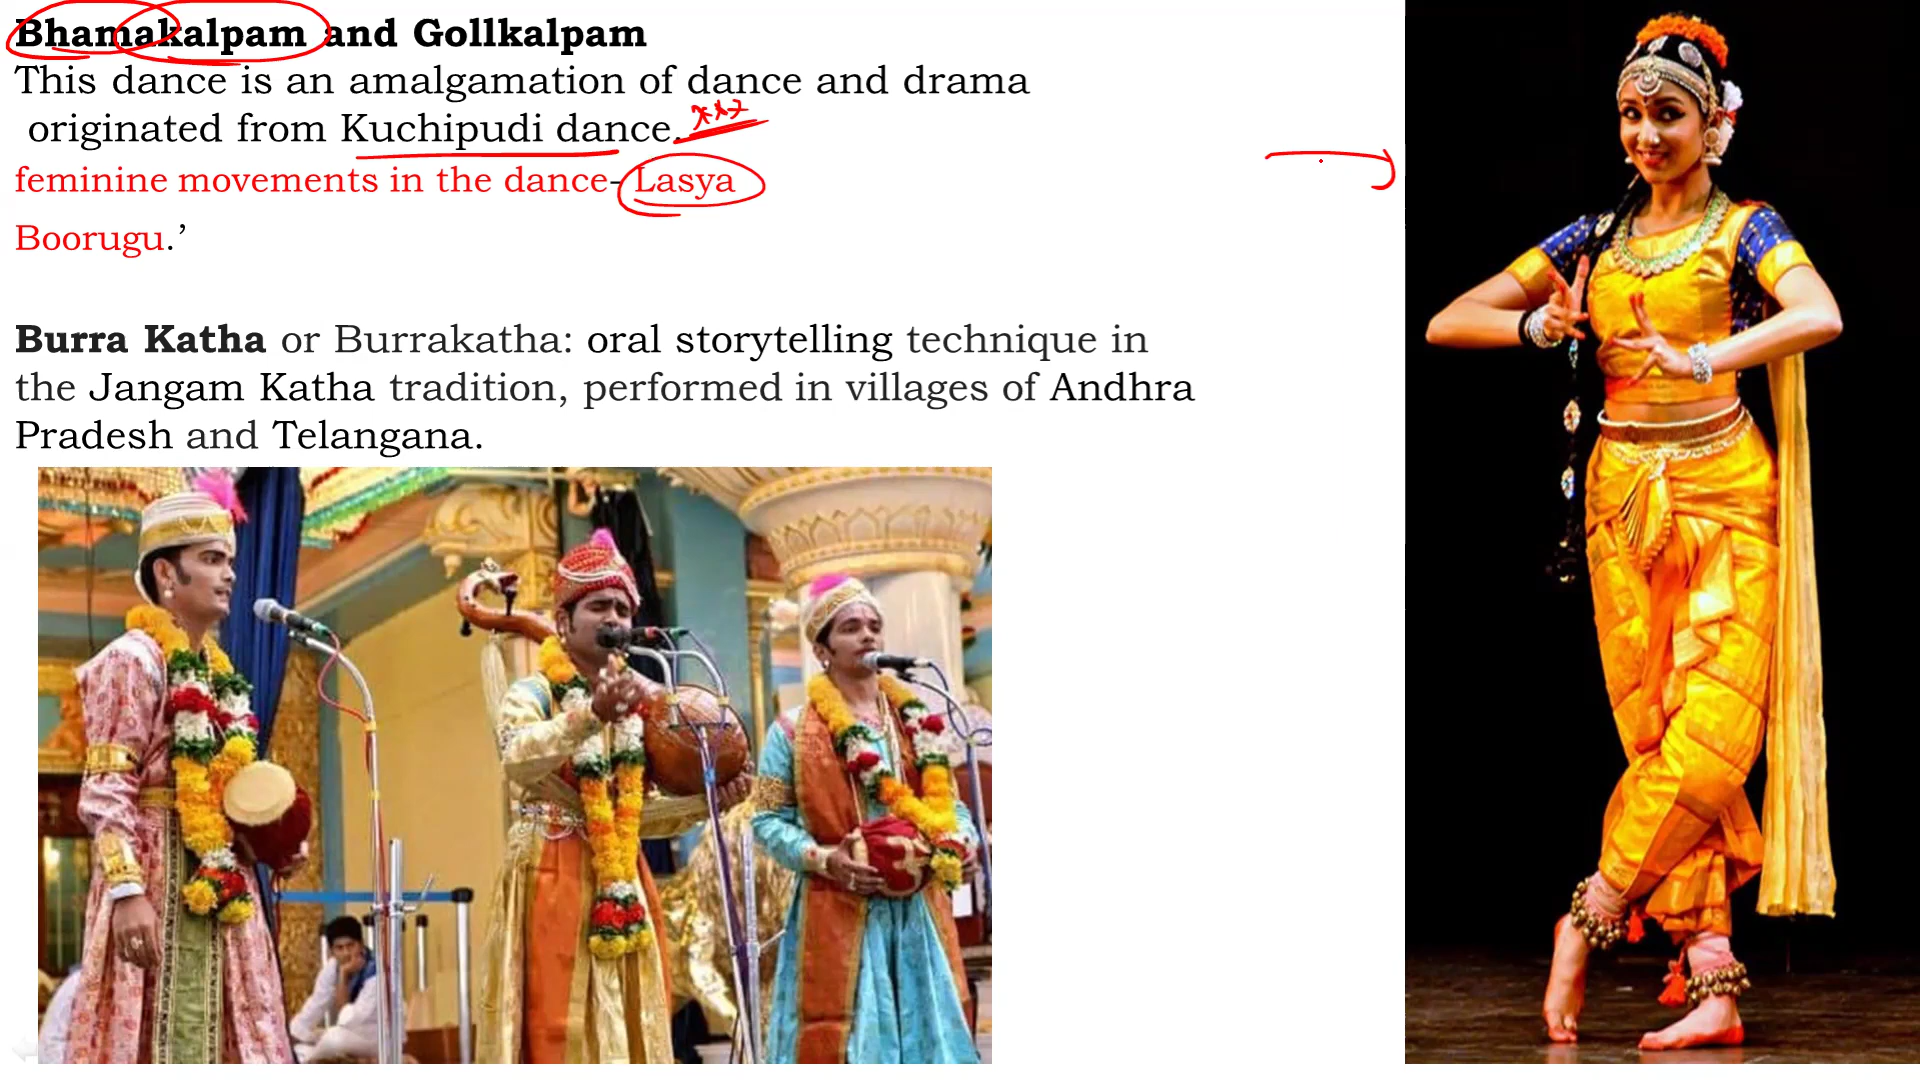 Bhamakalpam and Gollkalpam
This dance is an amalgamation of dance and drama
originated from Kuchipudi dance.
feminine movements in the dance- Lasya
Boorugu.’
Burra Katha or Burrakatha: oral storytelling technique in
the Jangam Katha tradition, performed in villages of Andhra
Pradesh and Telangana.